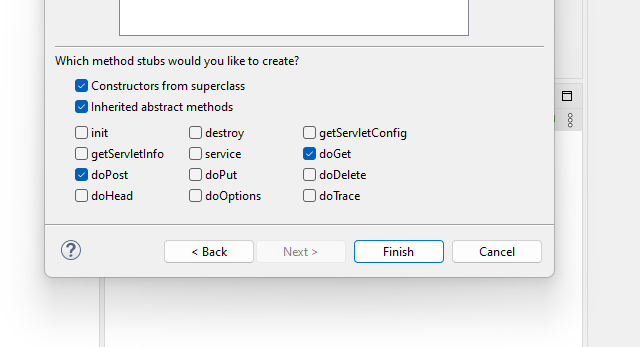 Which method stubs would you like to create?
Constructors from superclass
Inherited abstract methods
init destroy getServletConfig
getServletInfo service doGet
doPost doPut doDelete
doHead doOptions doTrace
? < Back Next > Finish Cancel